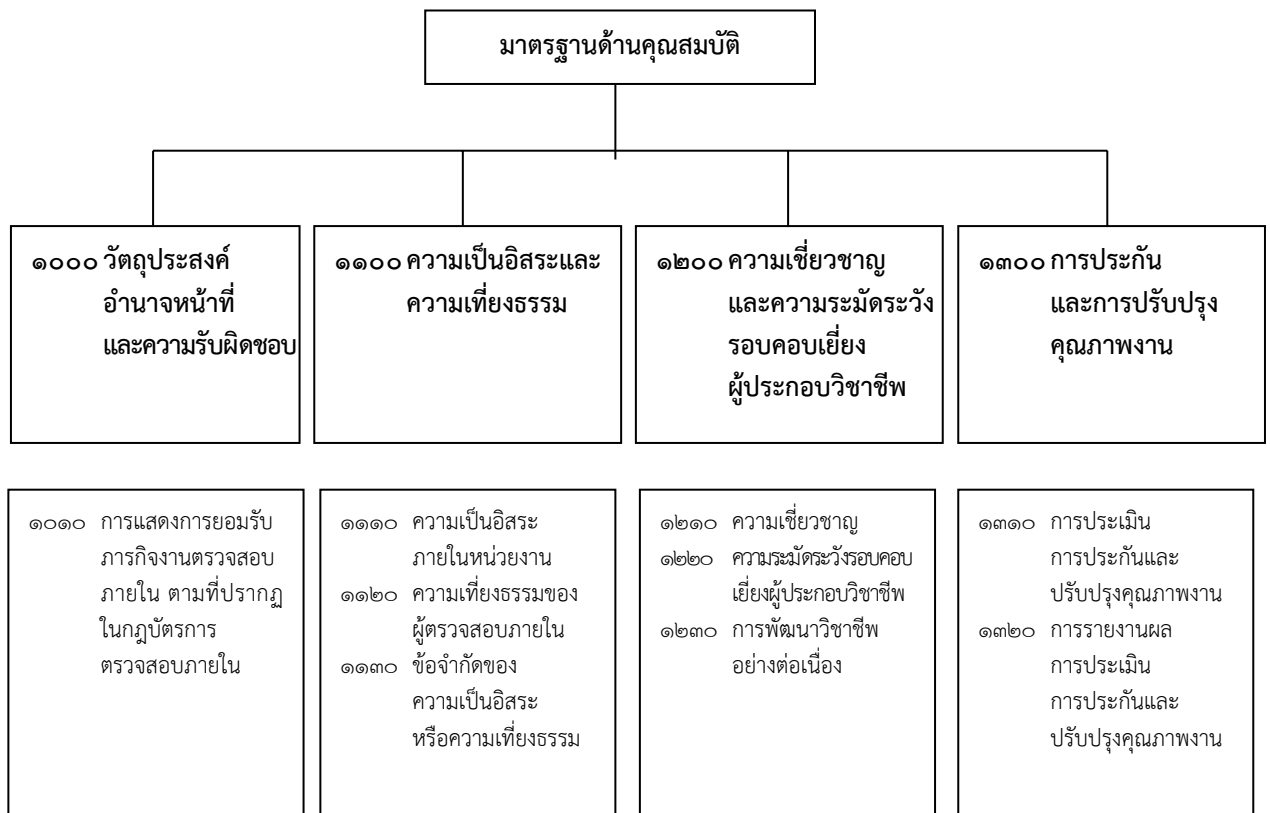 มาตรฐานด้านคุณสมบัติ
๑๐๐๐ วัตถุประสงค์
อำนาจหน้าที่
และความรับผิดชอบ
๑๑๐๐ ความเป็นอิสระและ
ความเที่ยงธรรม
๑๒๐๐ ความเชี่ยวชาญ
และความระมัดระวัง
รอบคอบเยี่ยง
ผู้ประกอบวิชาชีพ
๑๓๐๐ การประกัน
และการปรับปรุง
คุณภาพงาน
๑๐๑๐ การแสดงการยอมรับ
ภารกิจงานตรวจสอบ
ภายใน ตามที่ปรากฏ
ในกฎบัตรการ
ตรวจสอบภายใน
๑๑๑๐ ความเป็นอิสระ
ภายในหน่วยงาน
๑๑๒๐ ความเที่ยงธรรมของ
ผู้ตรวจสอบภายใน
๑๑๓๐ ข้อจำกัดของ
ความเป็นอิสระ
หรือความเที่ยงธรรม
๑๒๑๐ ความเชี่ยวชาญ
๑๒๒๐ ความระมัดระวังรอบคอบ
เยี่ยงผู้ประกอบวิชาชีพ
๑๒๓๐ การพัฒนาวิชาชีพ
อย่างต่อเนื่อง
๑๓๑๐ การประเมิน
การประกันและ
ปรับปรุงคุณภาพงาน
๑๓๒๐ การรายงานผล
การประเมิน
การประกันและ
ปรับปรุงคุณภาพงาน